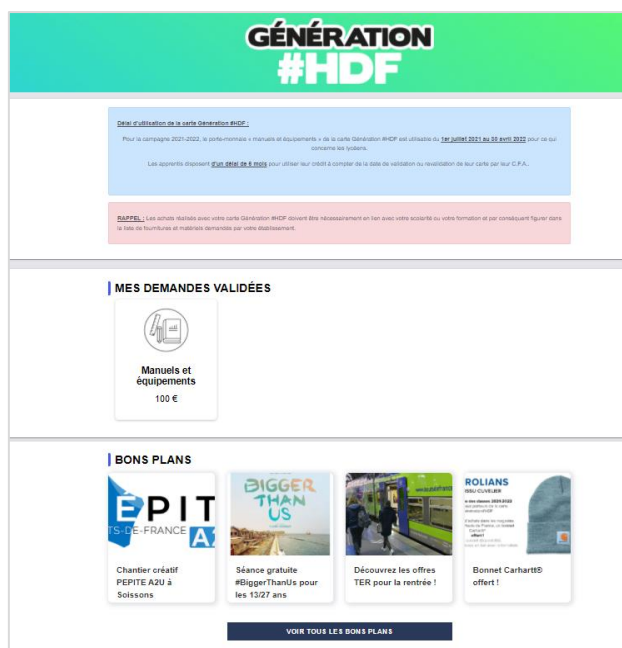 GÉNÉRATION
#HDF
Délai d'utilisation de la carte Génération #HDF :
Pour la campagne 2021-2022, le porte-monnaie « manuels et équipements » de la carte Génération #HDF est utilisable du 1er juillet 2021 au 30 avril 2022 pour ce qui
concerne les lycéens.
Les apprentis disposent d'un délai de 6 mois pour utiliser leur crédit à compter de la date de validation ou revalidation de leur carte par leur C.F.A..
RAPPEL : Les achats réalisés avec votre carte Génération #HDF doivent être nécessairement en lien avec votre scolarité ou votre formation et par conséquent figurer dans
la liste de fournitures et matériels demandée par votre établissement.
MES DEMANDES VALIDÉES
Manuels et
équipements
100 €
BONS PLANS
ÉPIT
TS-DE-FRANCE
A2
BIGGER
THAN
US
ROLIANS
ISSU CUVELIER
offert !
Chantier créatif
PEPITE A2U à
Soissons
Séance gratuite
#BiggerThanUs pour
les 13/27 ans
Découvrez les offres
TER pour la rentrée !
Bonnet Carhartt®
offert !
VOIR TOUS LES BONS PLANS